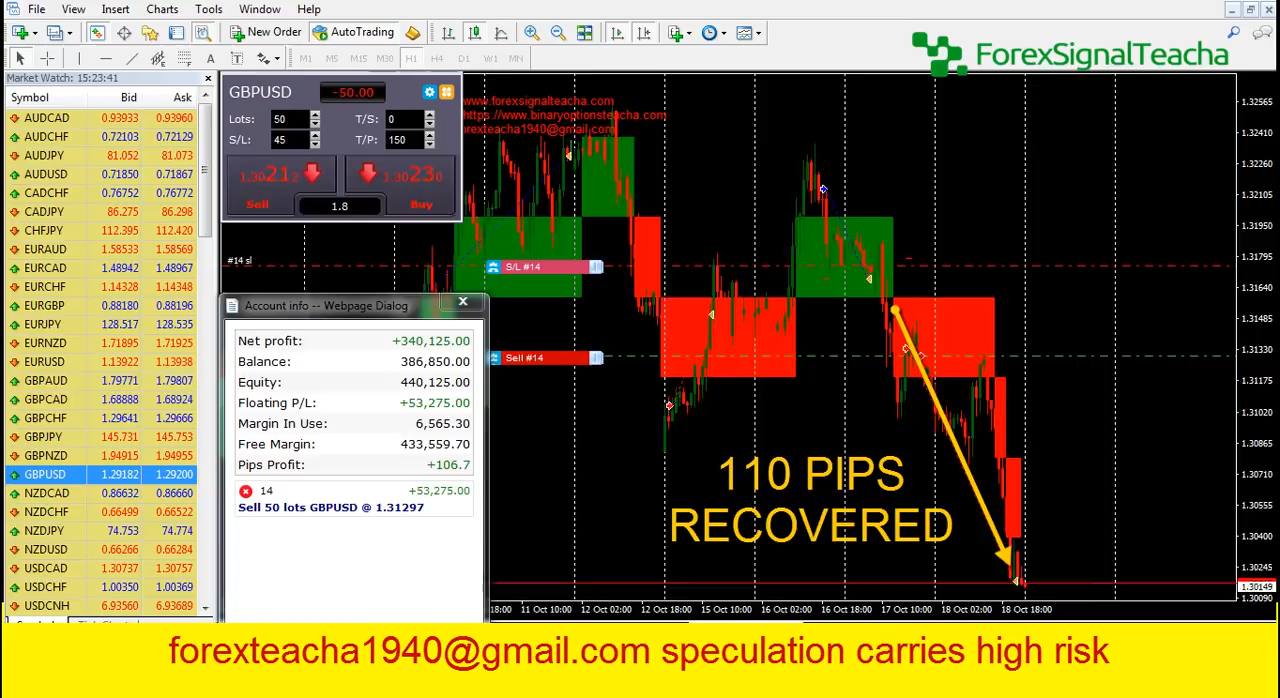 File View Insert Charts Tools Window Help
New Order AutoTrading
M1 M5 M15 M30 H1 H4 D1 W1 MN
ForexSignalTeacha
Market Watch: 15:23:41
Symbol Bid Ask
AUDCAD 0.93933 0.93960
AUDCHF 0.72103 0.72129
AUDJPY 81.052 81.073
AUDUSD 0.71850 0.71867
CADCHF 0.76752 0.76772
CADJPY 86.275 86.298
CHFJPY 112.395 112.420
EURAUD 1.58533 1.58569
EURCAD 1.48942 1.48967
EURCHF 1.14328 1.14348
EURGBP 0.88180 0.88196
EURJPY 128.517 128.535
EURNZD 1.71895 1.71953
EURUSD 1.13922 1.13938
GBPAUD 1.79771 1.79807
GBPCAD 1.68888 1.68924
GBPCHF 1.29641 1.29666
GBPJPY 145.731 145.753
GBPNZD 1.94915 1.94955
GBPUSD 1.29182 1.29200
NZDCAD 0.86632 0.86660
NZDCHF 0.66499 0.66522
NZDJPY 74.753 74.774
NZDUSD 0.66266 0.66284
USDCAD 1.30737 1.30757
USDCHF 1.00350 1.00369
USDCNH 6.93560 6.93689
GBPUSD -50.00
Lots: 50 T/S: 0
S/L: 45 T/P: 150
1.30212 1.30230
Sell 1.8 Buy
www.forexsignalteacha.com
https://www.binaryoptionsteacha.com
forexteacha1940@gmail.com
#14 sl
S/L #14
Sell #14
Account info -- Webpage Dialog
Net profit: +340,125.00
Balance: 386,850.00
Equity: 440,125.00
Floating P/L: +53,275.00
Margin In Use: 6,565.30
Free Margin: 433,559.70
Pips Profit: +106.7
14 +53,275.00
Sell 50 lots GBPUSD @ 1.31297
110 PIPS
RECOVERED
1.32565
1.32410
1.32260
1.32105
1.31950
1.31795
1.31640
1.31485
1.31330
1.31175
1.31020
1.30865
1.30710
1.30555
1.30400
1.30245
1.30149
1.30090
18:00 11 Oct 10:00 12 Oct 02:00 12 Oct 18:00 15 Oct 10:00 16 Oct 02:00 16 Oct 18:00 17 Oct 10:00 18 Oct 02:00 18 Oct 18:00
forexteacha1940@gmail.com speculation carries high risk